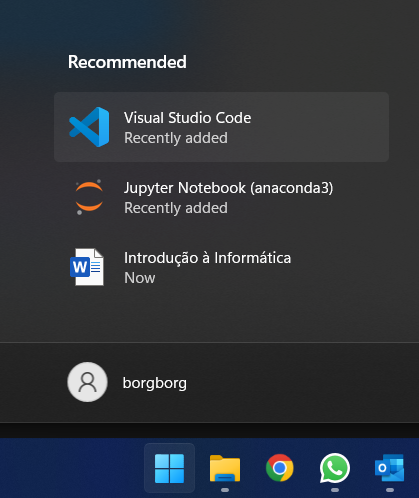 Recommended
Visual Studio Code
Recently added
Jupyter Notebook (anaconda3)
Recently added
W
Introdução à Informática
Now
borgborg
O